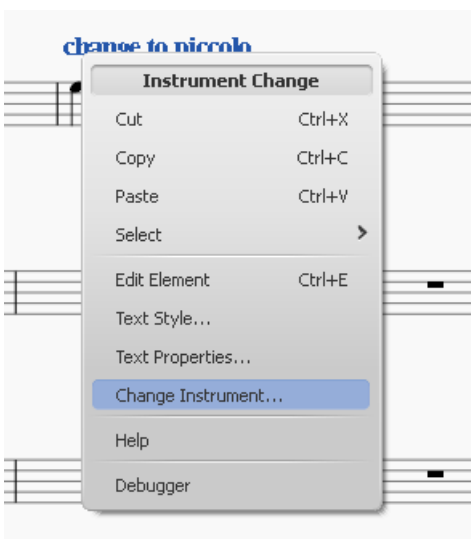 change to piccolo
Instrument Change
Cut Ctrl+X
Copy Ctrl+C
Paste Ctrl+V
Select
Edit Element Ctrl+E
Text Style...
Text Properties...
Change Instrument...
Help
Debugger